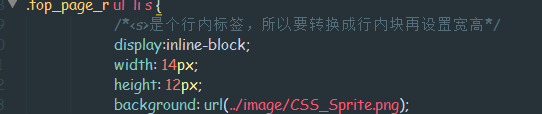 .top_page_r ul li s{
/*<s>是个行内标签，所以要转换成行内块再设置宽高*/
display:inline-block;
width: 14px;
height: 12px;
background: url(../image/CSS_Sprite.png);